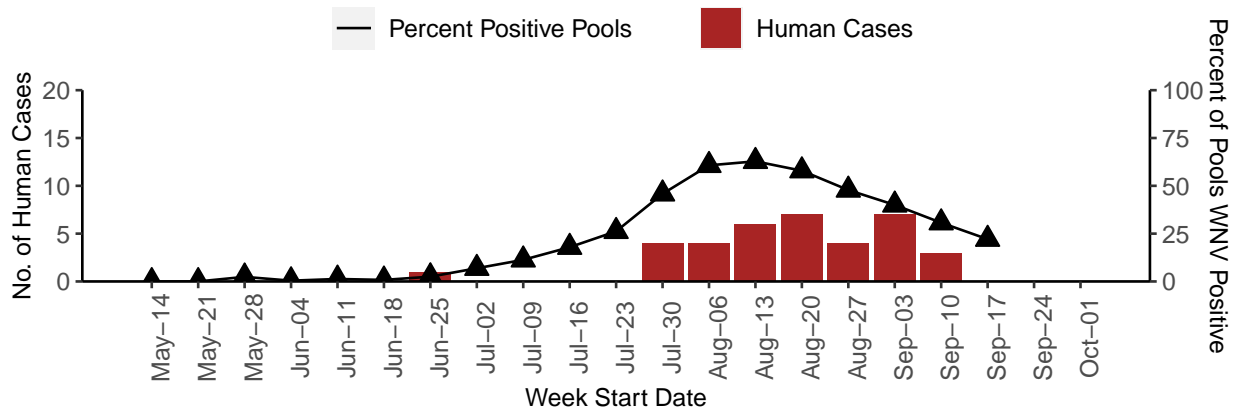 Percent Positive Pools
Human Cases
No. of Human Cases
20
15
10
5
0
Percent of Pools WNV Positive
100
75
50
25
0
May−14
May−21
May−28
Jun−04
Jun−11
Jun−18
Jun−25
Jul−02
Jul−09
Jul−16
Jul−23
Jul−30
Aug−06
Aug−13
Aug−20
Aug−27
Sep−03
Sep−10
Sep−17
Sep−24
Oct−01
Week Start Date